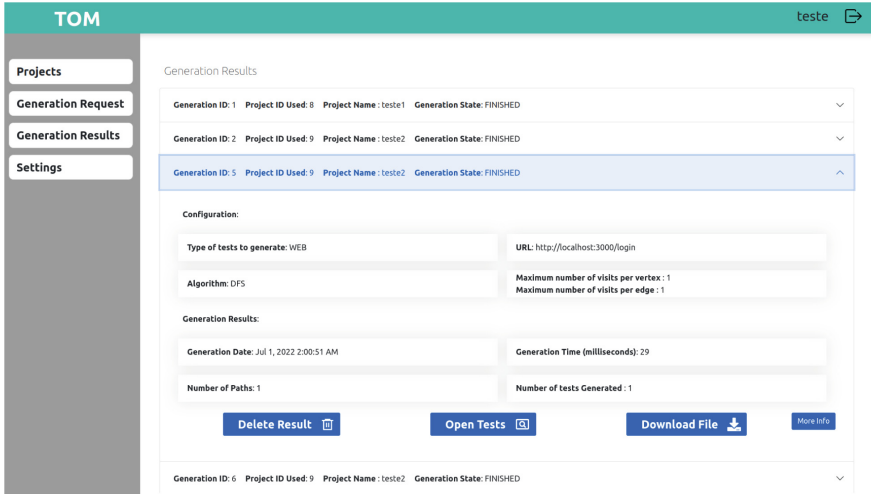 TOM
teste
Projects
Generation Request
Generation Results
Settings
Generation Results
Generation ID: 1 Project ID Used: 8 Project Name : teste1 Generation State: FINISHED
Generation ID: 2 Project ID Used: 9 Project Name : teste2 Generation State: FINISHED
Generation ID: 5 Project ID Used: 9 Project Name : teste2 Generation State: FINISHED
Configuration:
Type of tests to generate: WEB
URL: http://localhost:3000/login
Algorithm: DFS
Maximum number of visits per vertex : 1
Maximum number of visits per edge : 1
Generation Results:
Generation Date: Jul 1, 2022 2:00:51 AM
Generation Time (milliseconds): 29
Number of Paths: 1
Number of tests Generated : 1
Delete Result
Open Tests
Download File
More Info
Generation ID: 6 Project ID Used: 9 Project Name : teste2 Generation State: FINISHED